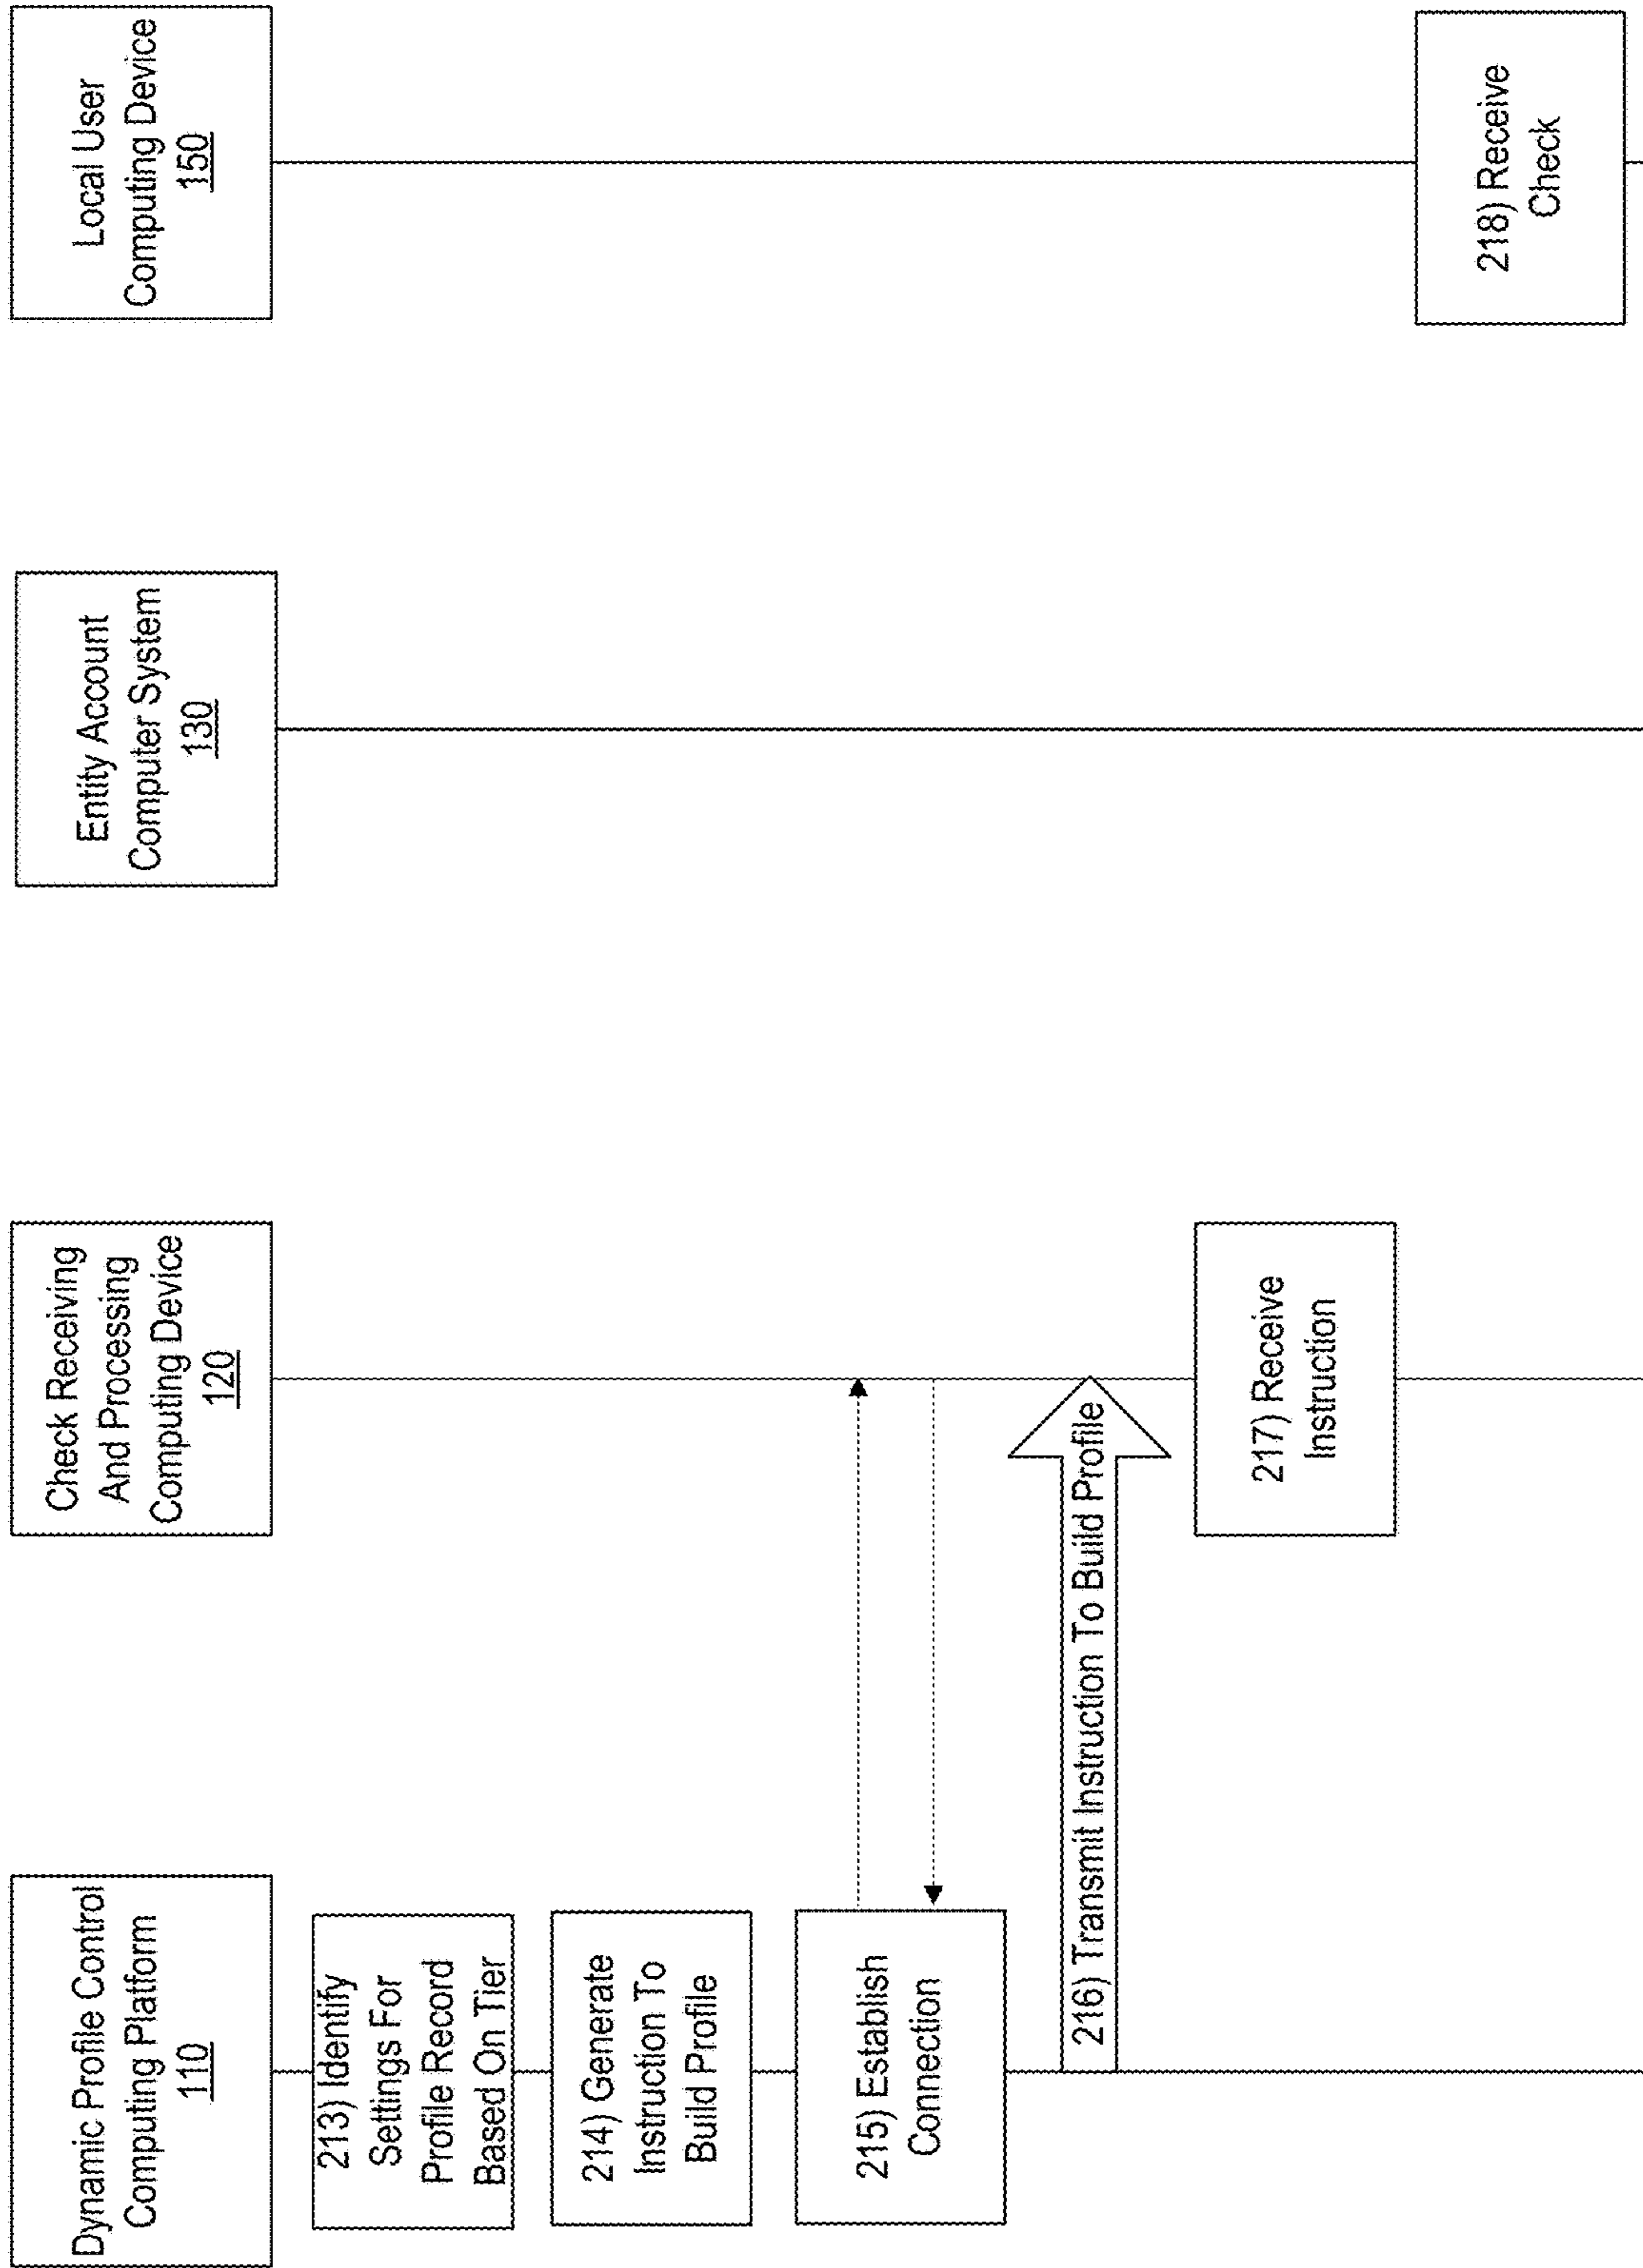 Dynamic Profile Control
Computing Platform
110
Check Receiving
And Processing
Computing Device
120
Entity Account
Computer System
130
Local User
Computing Device
150
213) Identify
Settings For
Profile Record
Based On Tier
214) Generate
Instruction To
Build Profile
215) Establish
Connection
216) Transmit Instruction To Build Profile
217) Receive
Instruction
218) Receive
Check